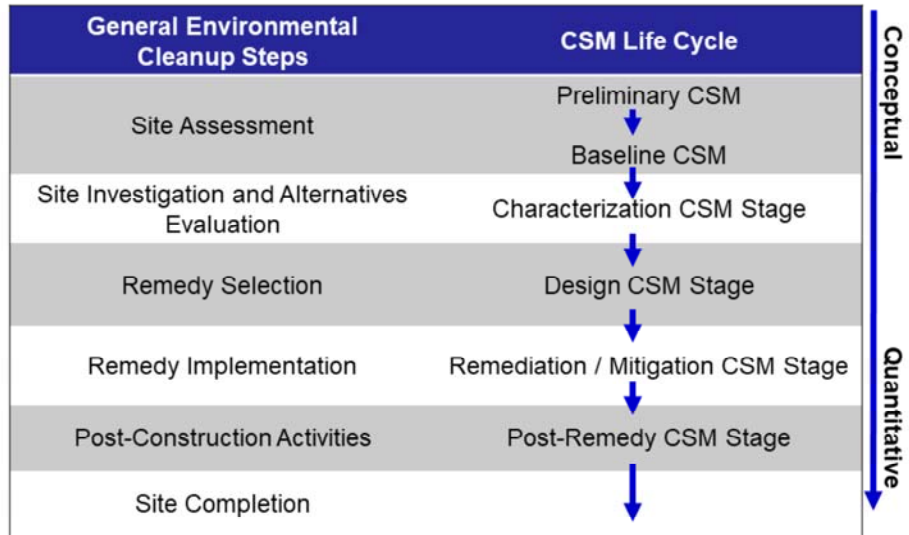 General Environmental
Cleanup Steps
CSM Life Cycle
Site Assessment
Preliminary CSM
Baseline CSM
Site Investigation and Alternatives
Evaluation
Characterization CSM Stage
Remedy Selection
Design CSM Stage
Remedy Implementation
Remediation / Mitigation CSM Stage
Post-Construction Activities
Post-Remedy CSM Stage
Site Completion
Conceptual
Quantitative